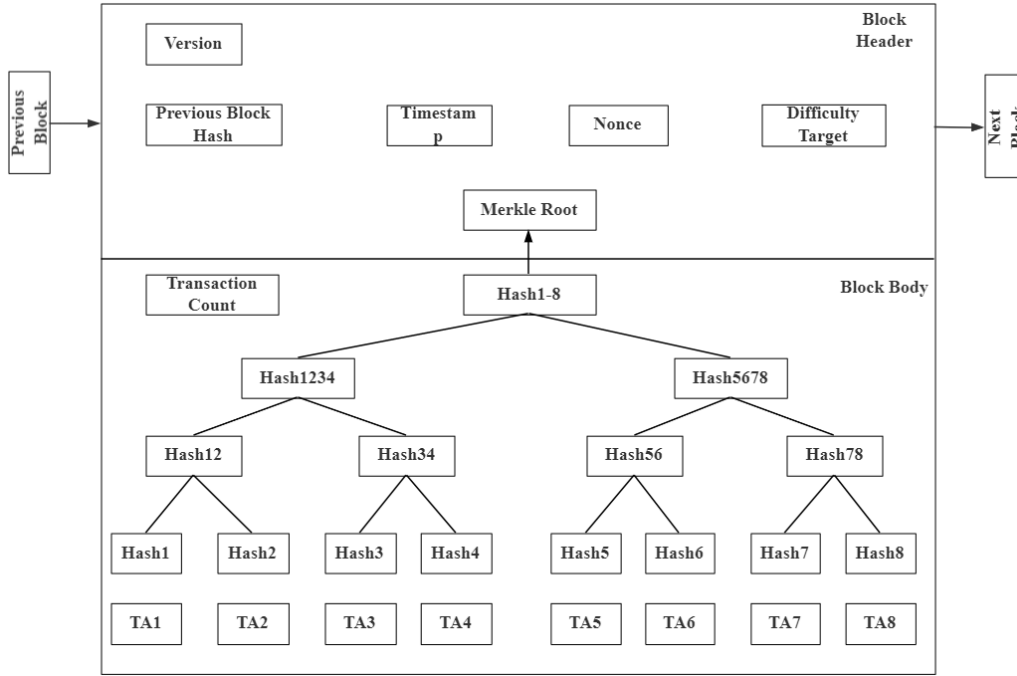 Block
Header
Version
Previous
Block
Previous Block
Hash
Timestam
p
Nonce
Difficulty
Target
Next
Block
Merkle Root
Transaction
Count
Hash1-8
Block Body
Hash1234
Hash5678
Hash12
Hash34
Hash56
Hash78
Hash1
Hash2
Hash3
Hash4
Hash5
Hash6
Hash7
Hash8
TA1
TA2
TA3
TA4
TA5
TA6
TA7
TA8